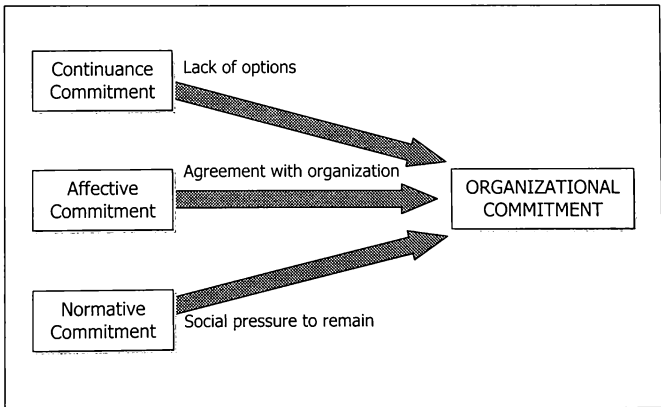 Continuance
Commitment
Lack of options
Affective
Commitment
Agreement with organization
ORGANIZATIONAL
COMMITMENT
Normative
Commitment
Social pressure to remain